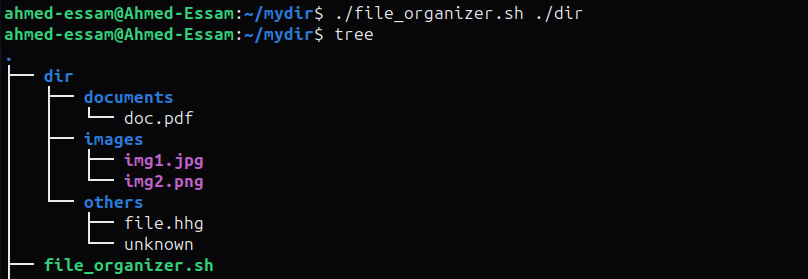 ahmed-essam@Ahmed-Essam:~/mydir$ ./file_organizer.sh ./dir
ahmed-essam@Ahmed-Essam:~/mydir$ tree
.
├── dir
│   ├── documents
│   │   └── doc.pdf
│   ├── images
│   │   ├── img1.jpg
│   │   └── img2.png
│   └── others
│       ├── file.hhg
│       └── unknown
├── file_organizer.sh